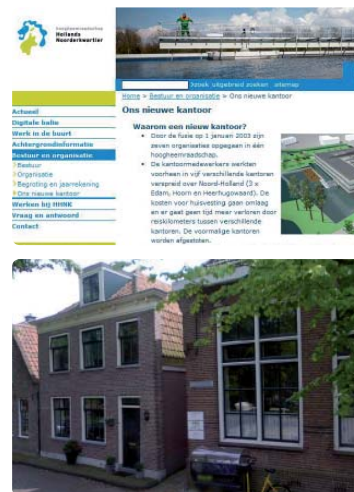 hoogheemraadschap
Hollands
Noorderkwartier
zoek uitgebreid zoeken sitemap
Home > Bestuur en organisatie > Ons nieuwe kantoor
Actueel
Digitale balie
Werk in de buurt
Achtergrondinformatie
Bestuur en organisatie
Bestuur
Organisatie
Begroting en jaarrekening
Ons nieuwe kantoor
Werken bij HHNK
Vraag en antwoord
Contact
Ons nieuwe kantoor
Waarom een nieuw kantoor?
• Door de fusie op 1 januari 2003 zijn
zeven organisaties opgegaan in één
hoogheemraadschap.
• De kantoormedewerkers werkten
voorheen in vijf verschillende kantoren
verspreid over Noord-Holland (3 x
Edam, Hoorn en Heerhugowaard). De
kosten voor huisvesting gaan omlaag
en er gaat geen tijd meer verloren door
reiskilometers tussen verschillende
kantoren. De voormalige kantoren
worden afgestoten.